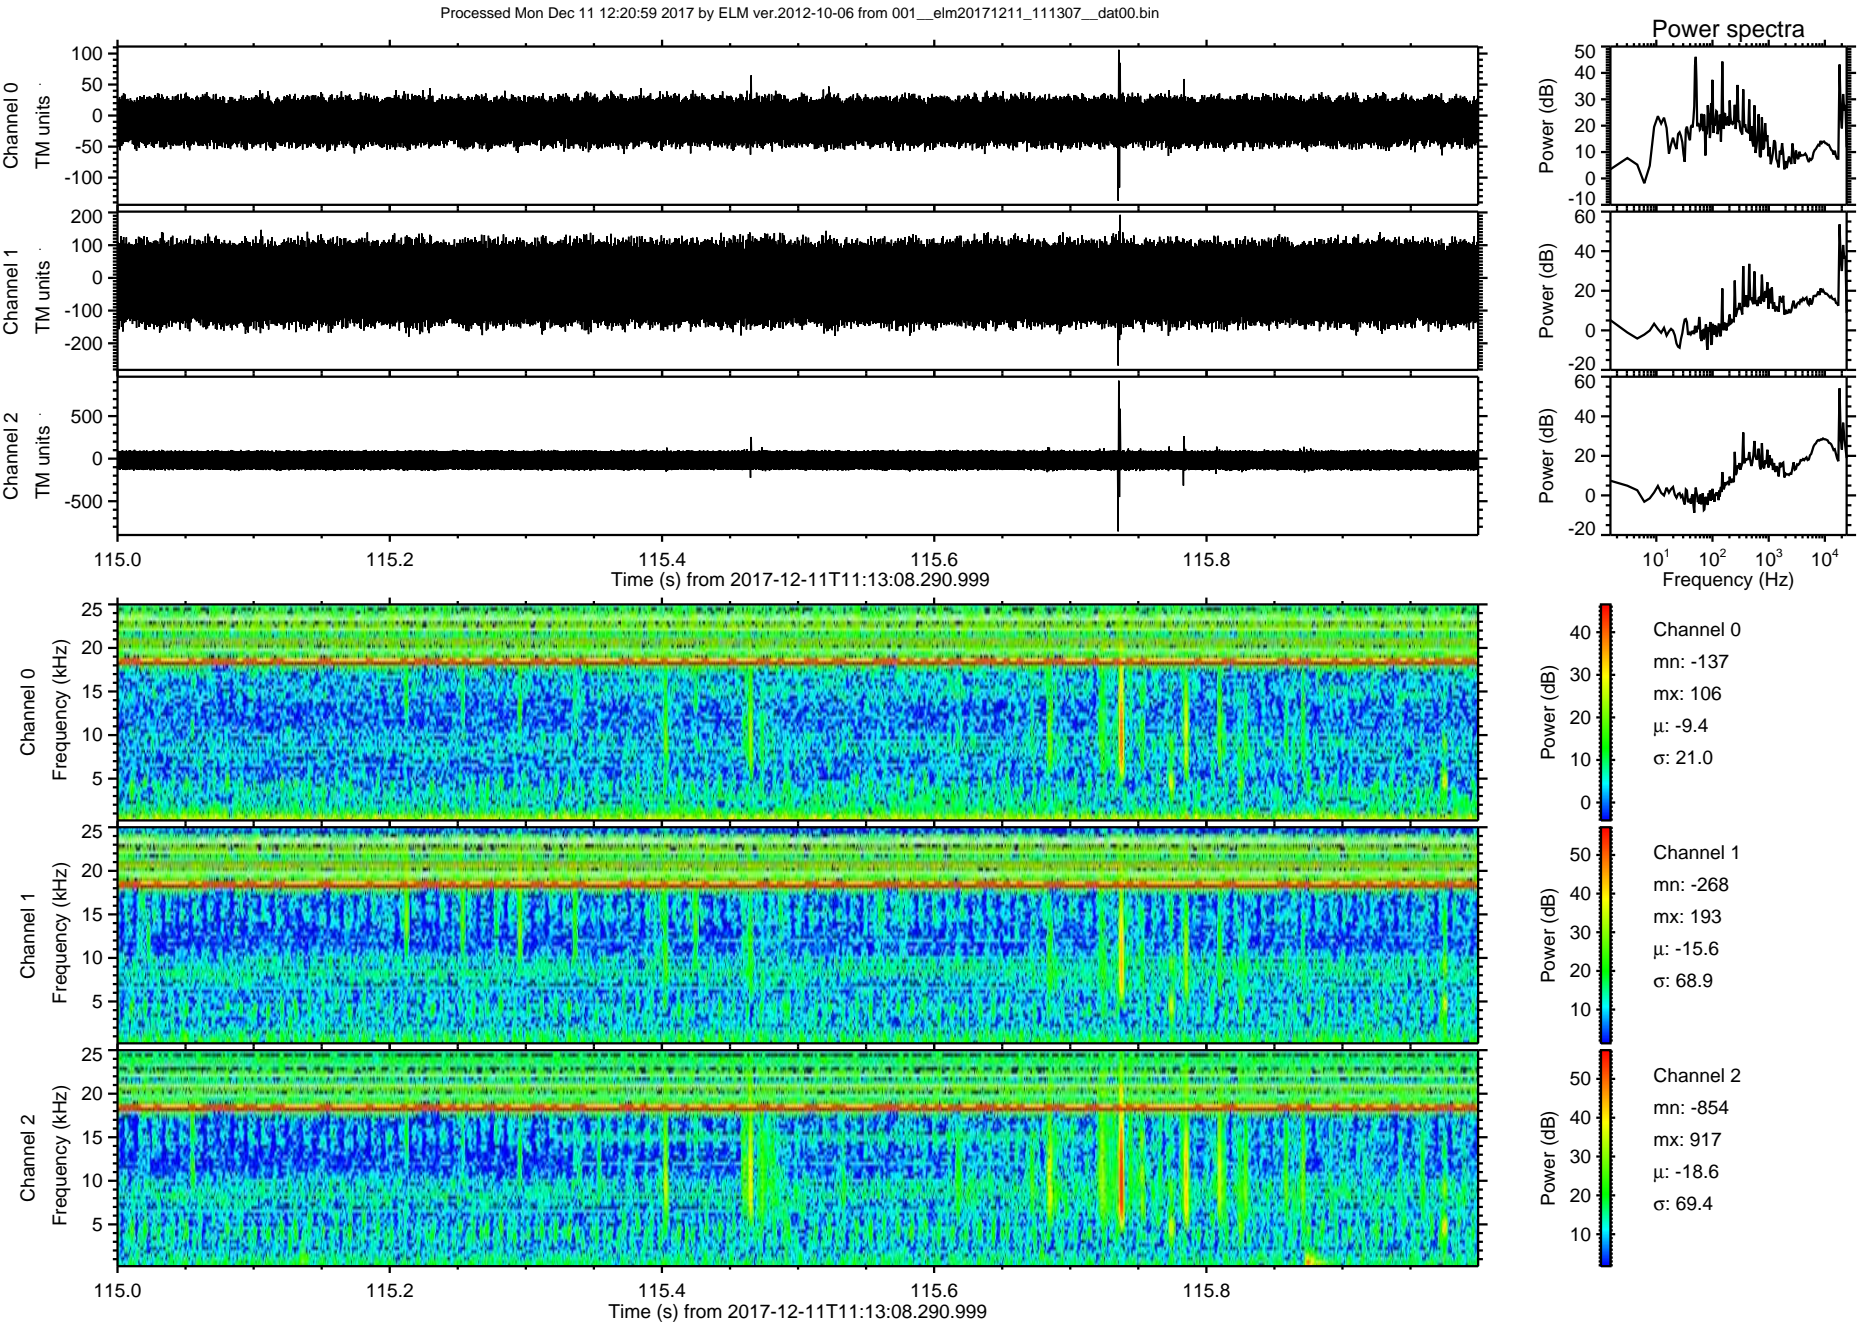 Processed Mon Dec 11 12:20:59 2017 by ELM ver.2012-10-06 from 001__elm20171211_111307__dat00.bin
Power spectra
Channel 0
TM units
100
50
0
-50
-100
Power (dB)
50
40
30
20
10
0
-10
Channel 1
TM units
200
100
0
-100
-200
Power (dB)
60
40
20
0
-20
Channel 2
TM units
500
0
-500
Power (dB)
60
40
20
0
-20
115.0 115.2 115.4 115.6 115.8
Time (s) from 2017-12-11T11:13:08.290.999
10¹ 10² 10³ 10⁴
Frequency (Hz)
Channel 0
Frequency (kHz)
25
20
15
10
5
Power (dB)
40
30
20
10
0
Channel 0
mn: -137
mx: 106
μ: -9.4
σ: 21.0
Channel 1
Frequency (kHz)
25
20
15
10
5
Power (dB)
50
40
30
20
10
Channel 1
mn: -268
mx: 193
μ: -15.6
σ: 68.9
Channel 2
Frequency (kHz)
25
20
15
10
5
Power (dB)
50
40
30
20
10
Channel 2
mn: -854
mx: 917
μ: -18.6
σ: 69.4
115.0 115.2 115.4 115.6 115.8
Time (s) from 2017-12-11T11:13:08.290.999